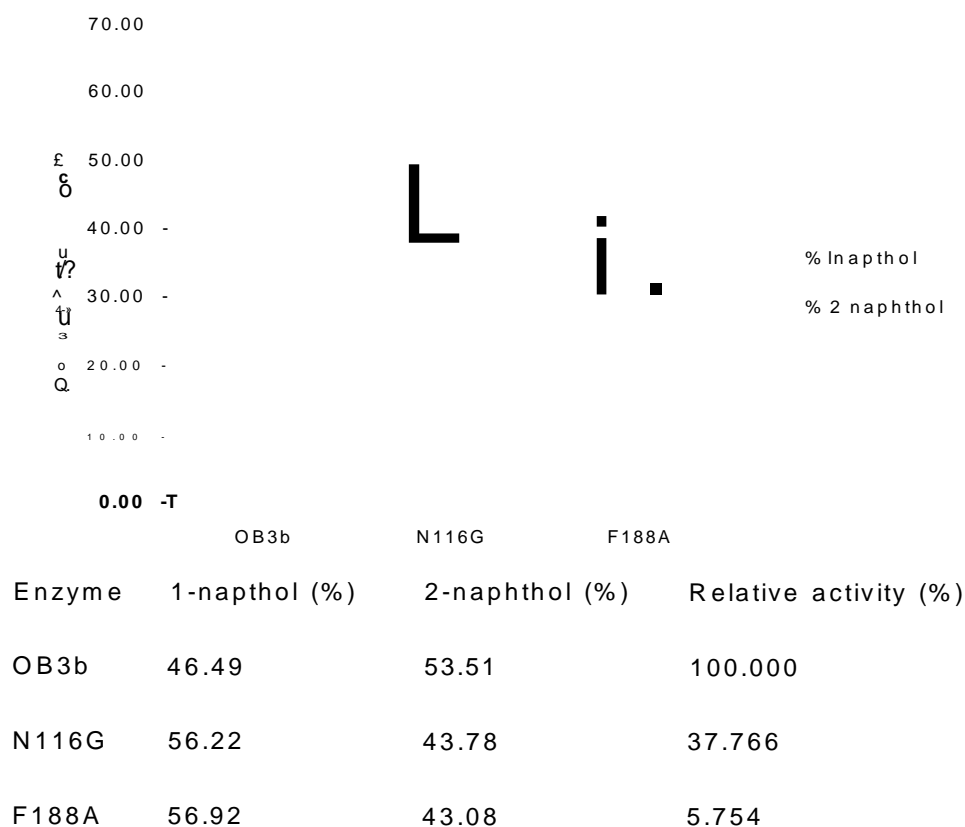 70.00
60.00
50.00
40.00 -
30.00 -
20.00 -
10.00 -
0.00 -T
% Inapthol
% 2 naphthol
OB3b N116G F188A
Enzyme 1-napthol (%) 2-naphthol (%) Relative activity (%)
OB3b 46.49 53.51 100.000
N116G 56.22 43.78 37.766
F188A 56.92 43.08 5.754